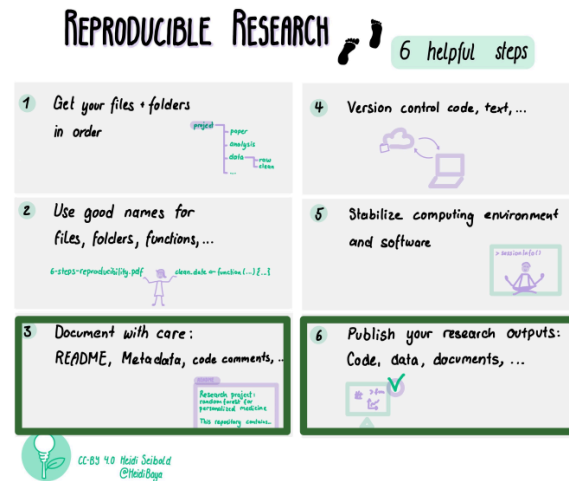 REPRODUCIBLE RESEARCH
6 helpful steps
1 Get your files + folders
in order
project
paper
analysis
data
raw
clean
...
2 Use good names for
files, folders, functions, ...
6-steps-reproducibility.pdf
3 Document with care:
README, Metadata, code comments, ..
Research project:
random forest for
personalized medicine
This repository contains...
4 Version control code, text, ...
5 Stabilize computing environment
and software
> sessionInfo()
6 Publish your research outputs:
Code, data, documents, ...
CC-BY 4.0 Heidi Seibold
@HeidiBaya